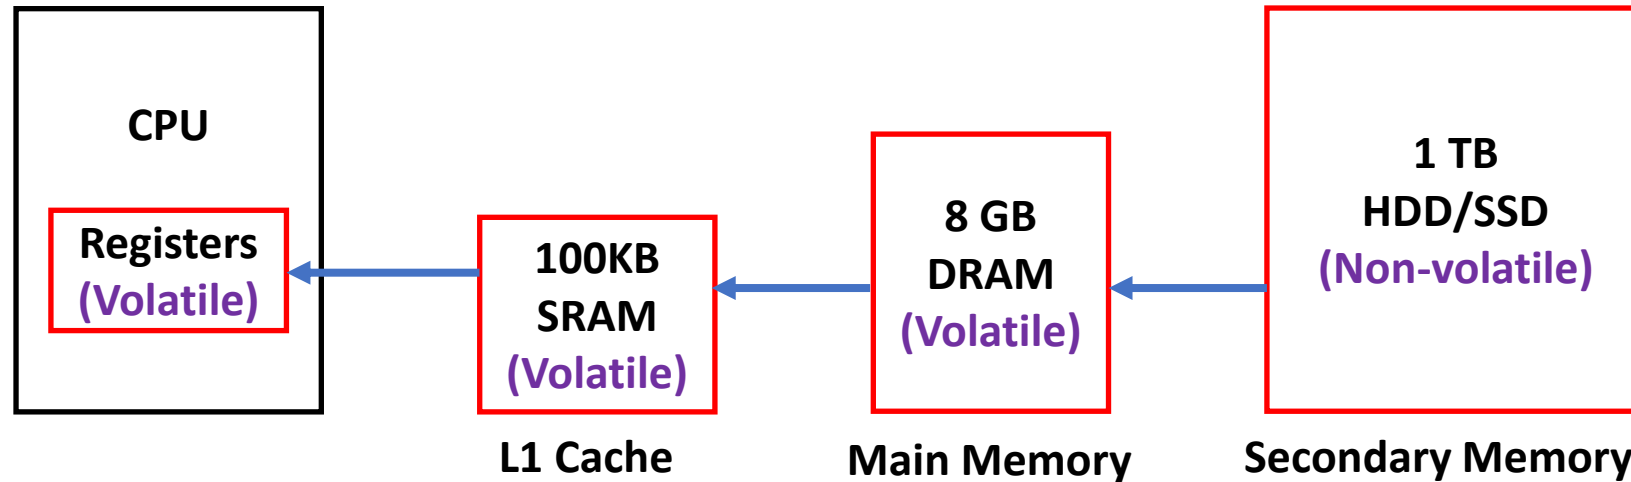 CPU
Registers
(Volatile)
100KB
SRAM
(Volatile)
L1 Cache
8 GB
DRAM
(Volatile)
Main Memory
1 TB
HDD/SSD
(Non-volatile)
Secondary Memory